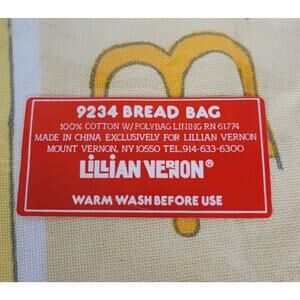 9234 BREAD BAG
100% COTTON W/POLYBAG LINING RN 61774
MADE IN CHINA EXCLUSIVELY FOR LILLIAN VERNON
MOUNT VERNON, NY 10550 TEL. 914-633-6300
LILLIAN VERNON®
WARM WASH BEFORE USE